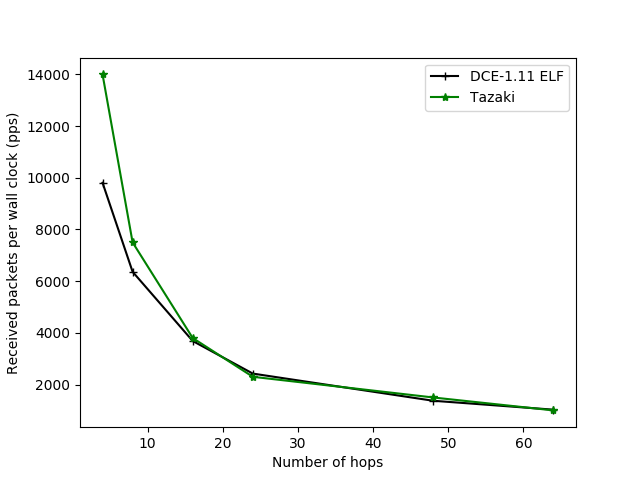 DCE-1.11 ELF
Tazaki
Received packets per wall clock (pps)
14000
12000
10000
8000
6000
4000
2000
10 20 30 40 50 60
Number of hops